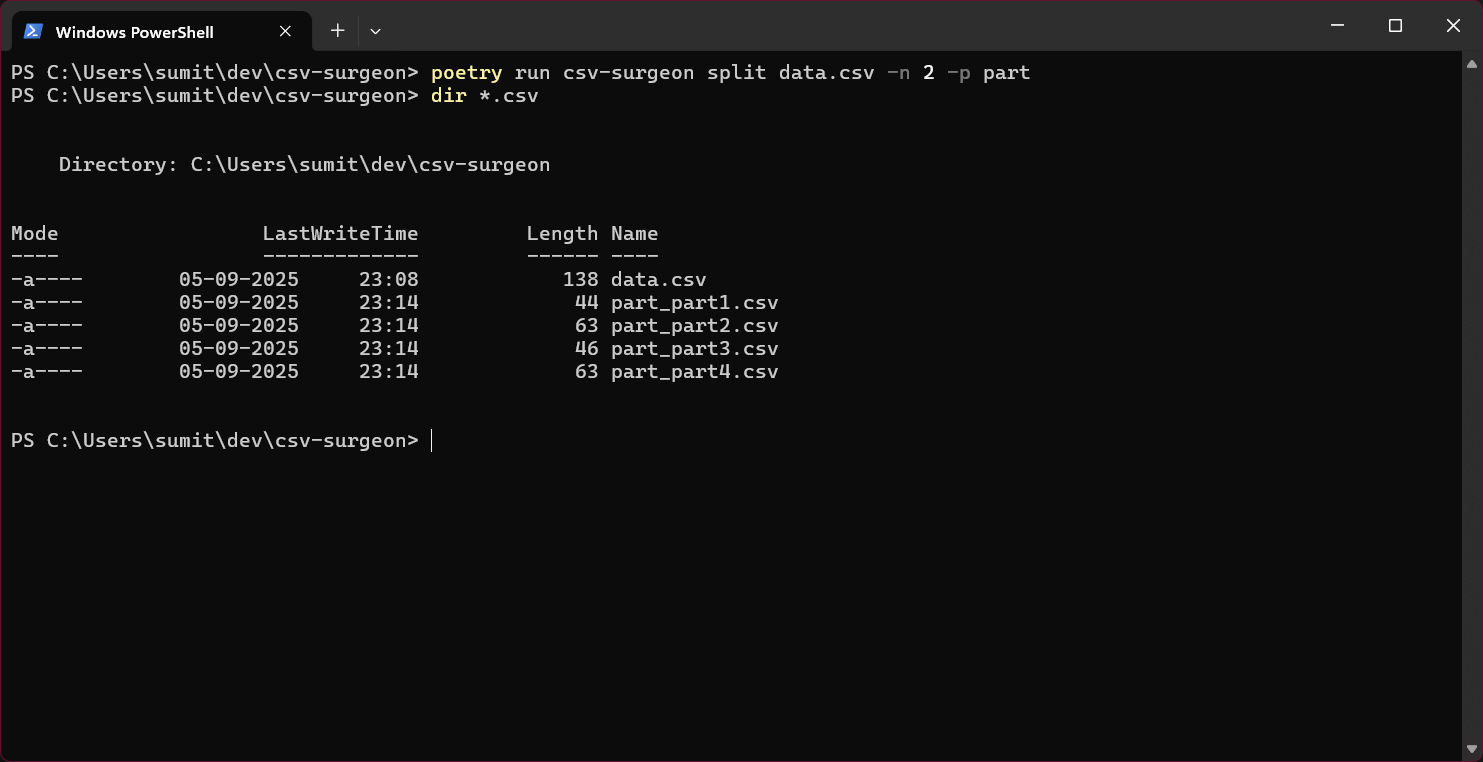 Windows PowerShell
PS C:\Users\sumit\dev\csv-surgeon> poetry run csv-surgeon split data.csv -n 2 -p part
PS C:\Users\sumit\dev\csv-surgeon> dir *.csv
    Directory: C:\Users\sumit\dev\csv-surgeon
Mode                 LastWriteTime         Length Name
----                 -------------         ------ ----
-a----        05-09-2025     23:08            138 data.csv
-a----        05-09-2025     23:14             44 part_part1.csv
-a----        05-09-2025     23:14             63 part_part2.csv
-a----        05-09-2025     23:14             46 part_part3.csv
-a----        05-09-2025     23:14             63 part_part4.csv
PS C:\Users\sumit\dev\csv-surgeon>